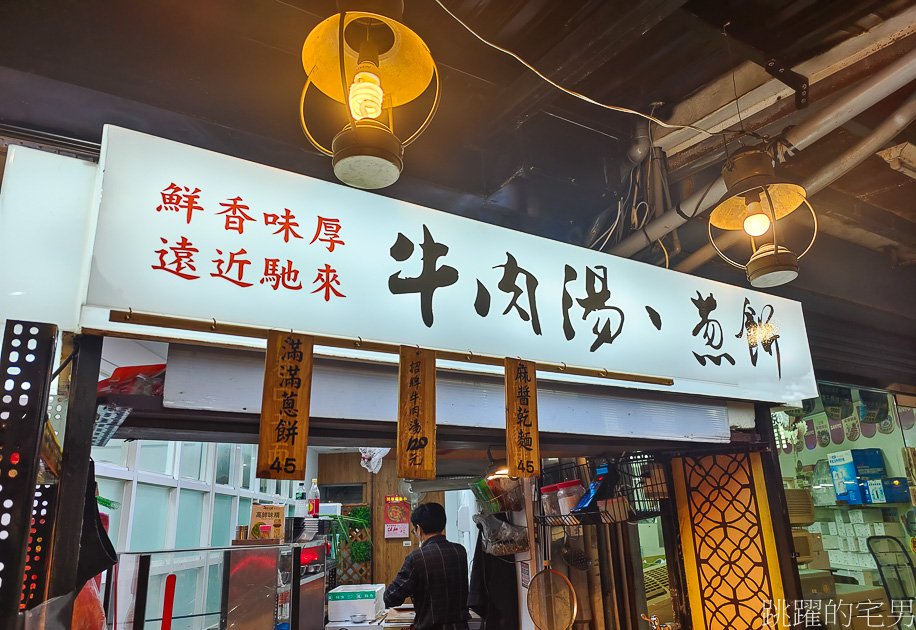 鮮香味厚
遠近馳來
牛肉湯、蔥餅
滿滿蔥餅 45
招牌牛肉湯 120元
麻醬乾麵 45
跳躍的宅男